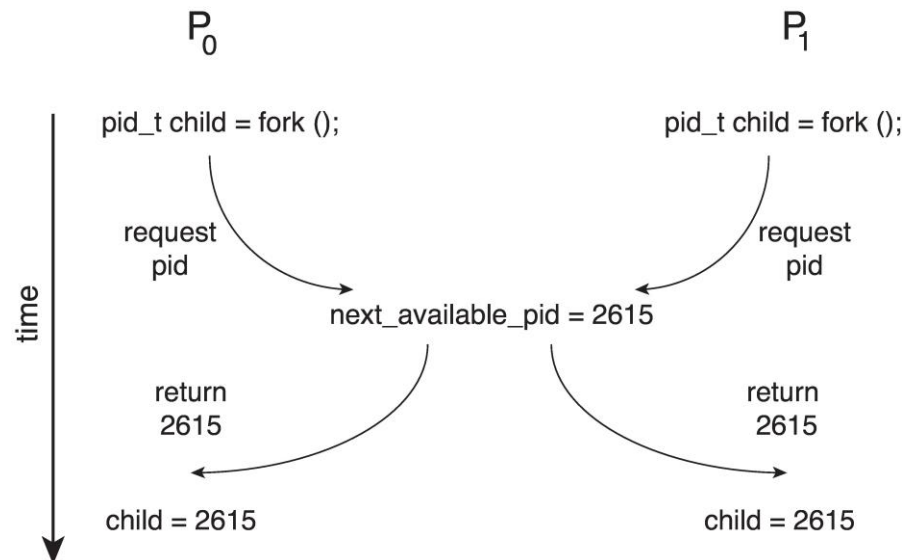 P0 P1
pid_t child = fork (); pid_t child = fork ();
request request
pid pid
next_available_pid = 2615
time
return return
2615 2615
child = 2615 child = 2615